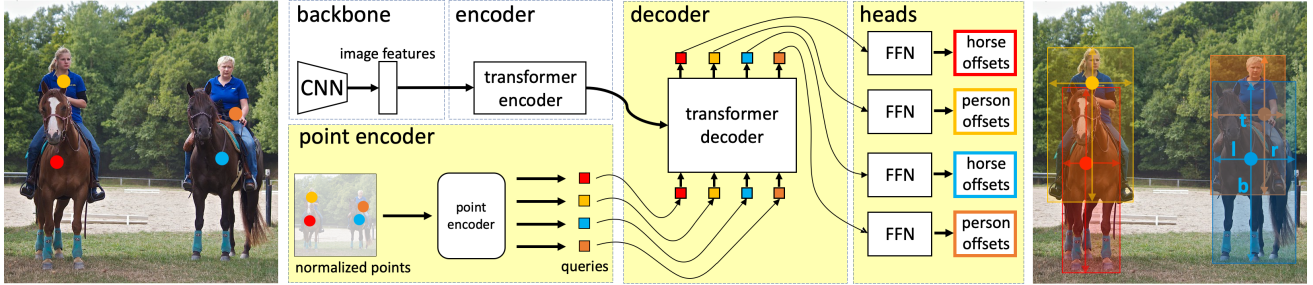 backbone
image features
CNN
encoder
transformer
encoder
point encoder
normalized points
point
encoder
queries
decoder
transformer
decoder
heads
FFN
horse
offsets
FFN
person
offsets
FFN
horse
offsets
FFN
person
offsets
t
l
r
b